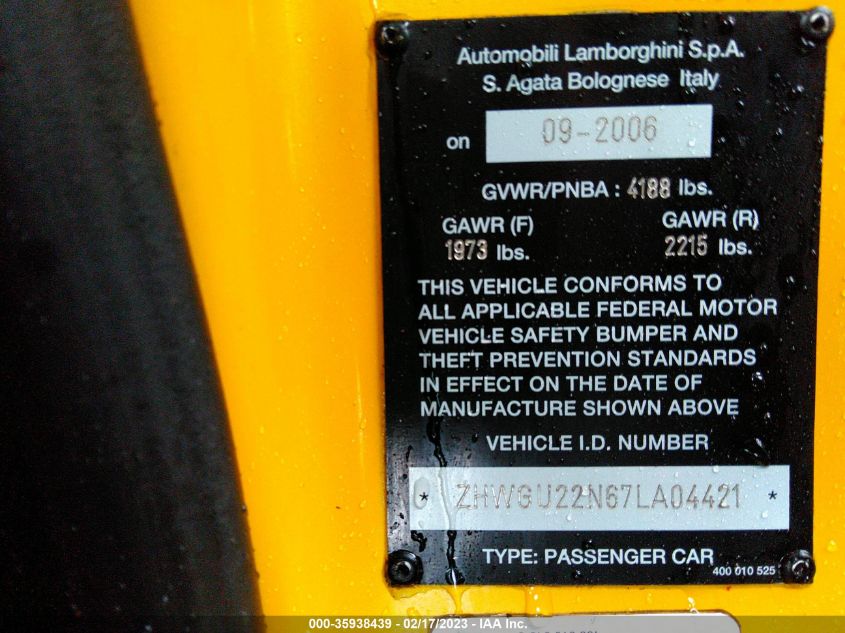 Automobili Lamborghini S.p.A.
S. Agata Bolognese Italy
on 09-2006
GVWR/PNBA : 4188 lbs.
GAWR (F) GAWR (R)
1973 lbs. 2215 lbs.
THIS VEHICLE CONFORMS TO
ALL APPLICABLE FEDERAL MOTOR
VEHICLE SAFETY BUMPER AND
THEFT PREVENTION STANDARDS
IN EFFECT ON THE DATE OF
MANUFACTURE SHOWN ABOVE
VEHICLE I.D. NUMBER
* ZHWGU22N67LA04421 *
TYPE: PASSENGER CAR
400 010 525
000-35938439 - 02/17/2023 - IAA Inc.